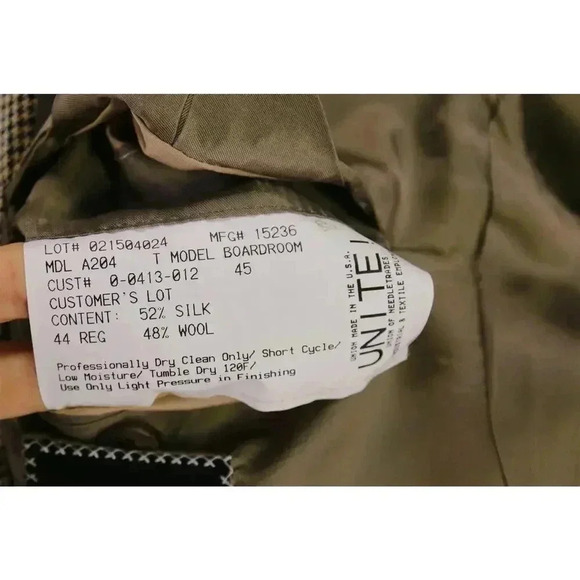 LOT# 021504024 MFG# 15236
MDL A204 T MODEL BOARDROOM
CUST# 0-0413-012 45
CUSTOMER'S LOT
CONTENT: 52% SILK
44 REG 48% WOOL
Professionally Dry Clean Only/ Short Cycle/
Low Moisture/ Tumble Dry 120F/
Use Only Light Pressure in Finishing
UNION MADE IN THE U.S.A.
UNITE!
UNION OF NEEDLETRADES
& TEXTILE